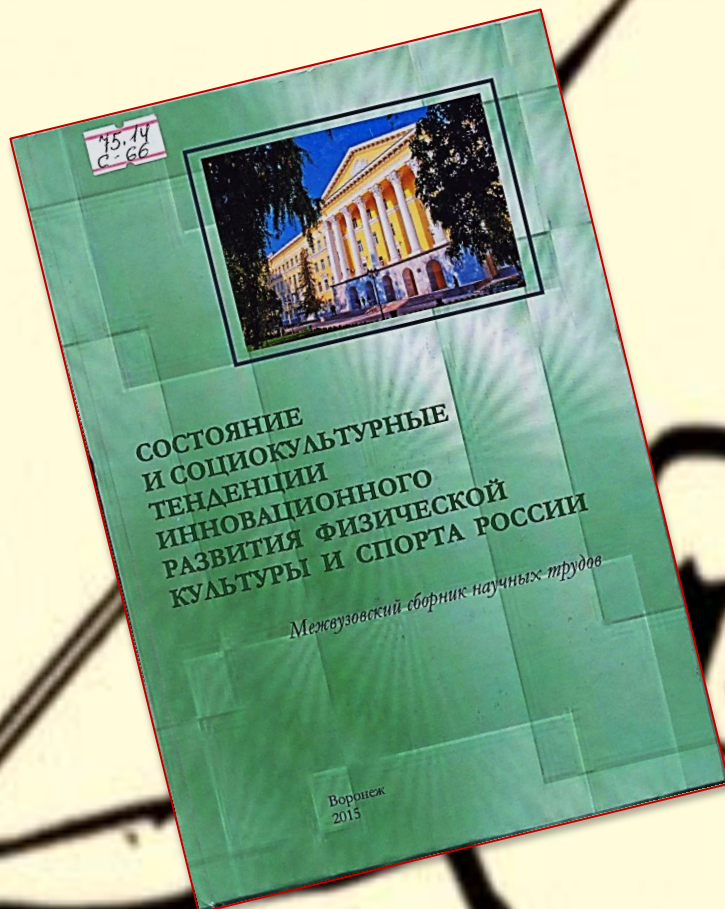 75.14
С-66
СОСТОЯНИЕ
И СОЦИОКУЛЬТУРНЫЕ
ТЕНДЕНЦИИ
ИННОВАЦИОННОГО
РАЗВИТИЯ ФИЗИЧЕСКОЙ
КУЛЬТУРЫ И СПОРТА РОССИИ
Межвузовский сборник научных трудов
Воронеж
2015